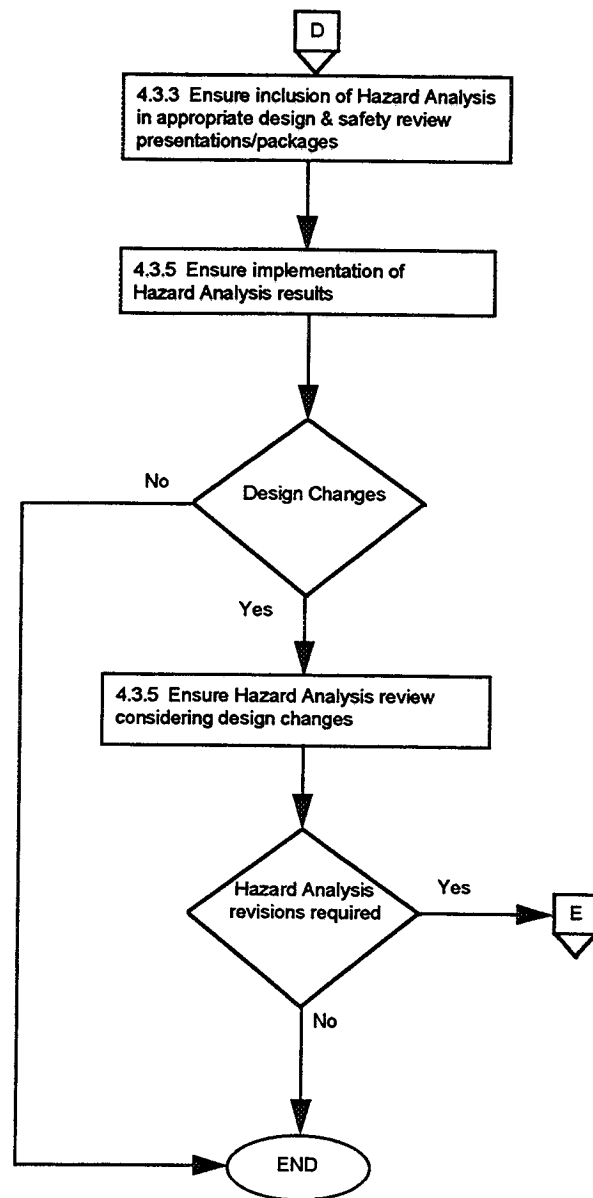 D
4.3.3 Ensure inclusion of Hazard Analysis
in appropriate design & safety review
presentations/packages
4.3.5 Ensure implementation of
Hazard Analysis results
No
Design Changes
Yes
4.3.5 Ensure Hazard Analysis review
considering design changes
Hazard Analysis
revisions required
Yes
E
No
END